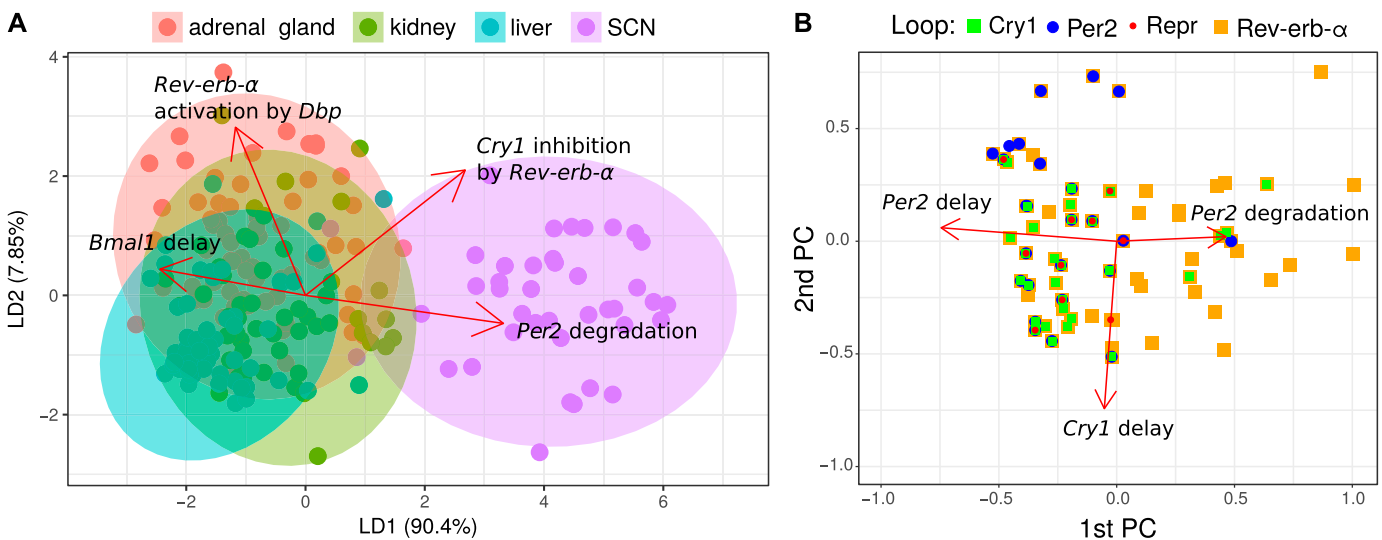 A
adrenal gland
kidney
liver
SCN
4
2
0
−2
−2
0
2
4
6
LD2 (7.85%)
LD1 (90.4%)
Rev-erb-α
activation by Dbp
Cry1 inhibition
by Rev-erb-α
Bmal1 delay
Per2 degradation
B
Loop:
Cry1
Per2
Repr
Rev-erb-α
0.5
0.0
−0.5
−1.0
−1.0
−0.5
0.0
0.5
1.0
2nd PC
1st PC
Per2 delay
Per2 degradation
Cry1 delay